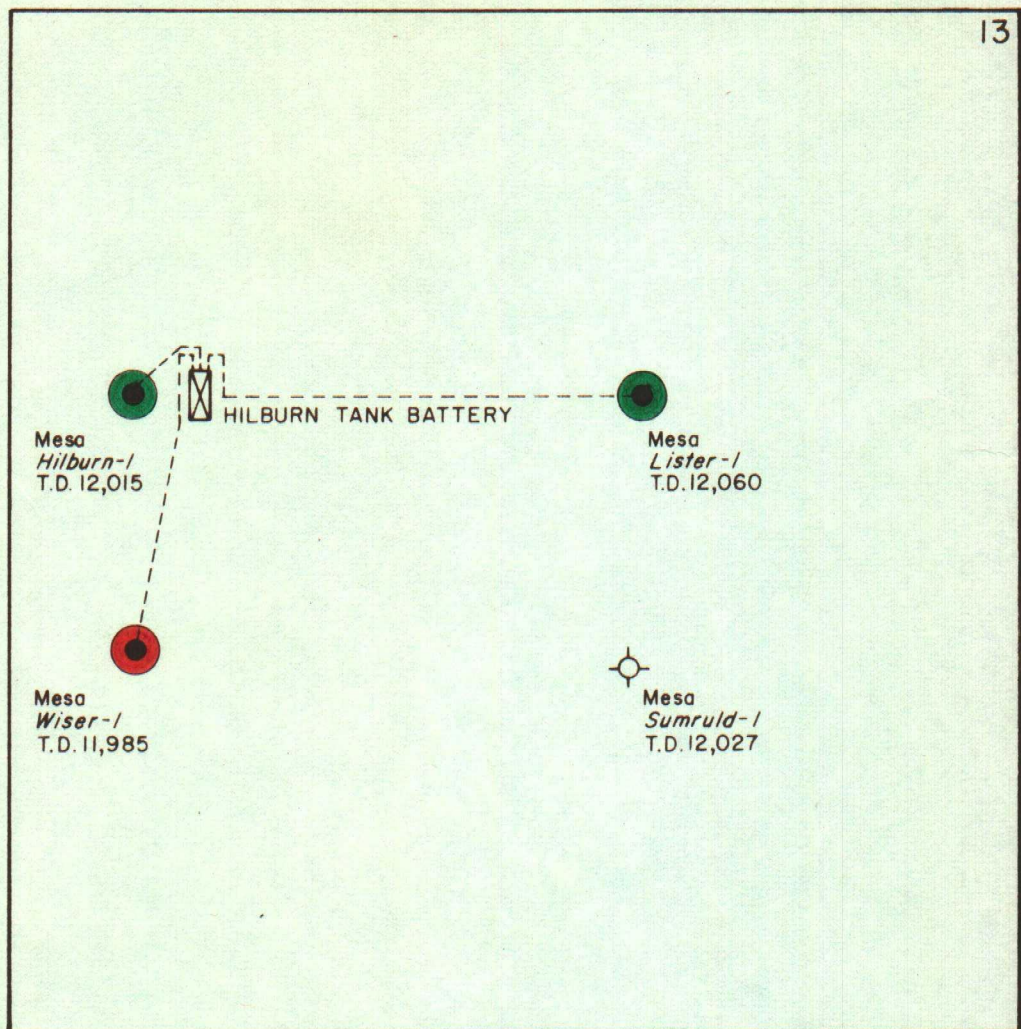 13
HILBURN TANK BATTERY
Mesa
Hilburn-1
T.D. 12,015
Mesa
Lister-1
T.D. 12,060
Mesa
Wiser-1
T.D. 11,985
Mesa
Sumruld-1
T.D. 12,027